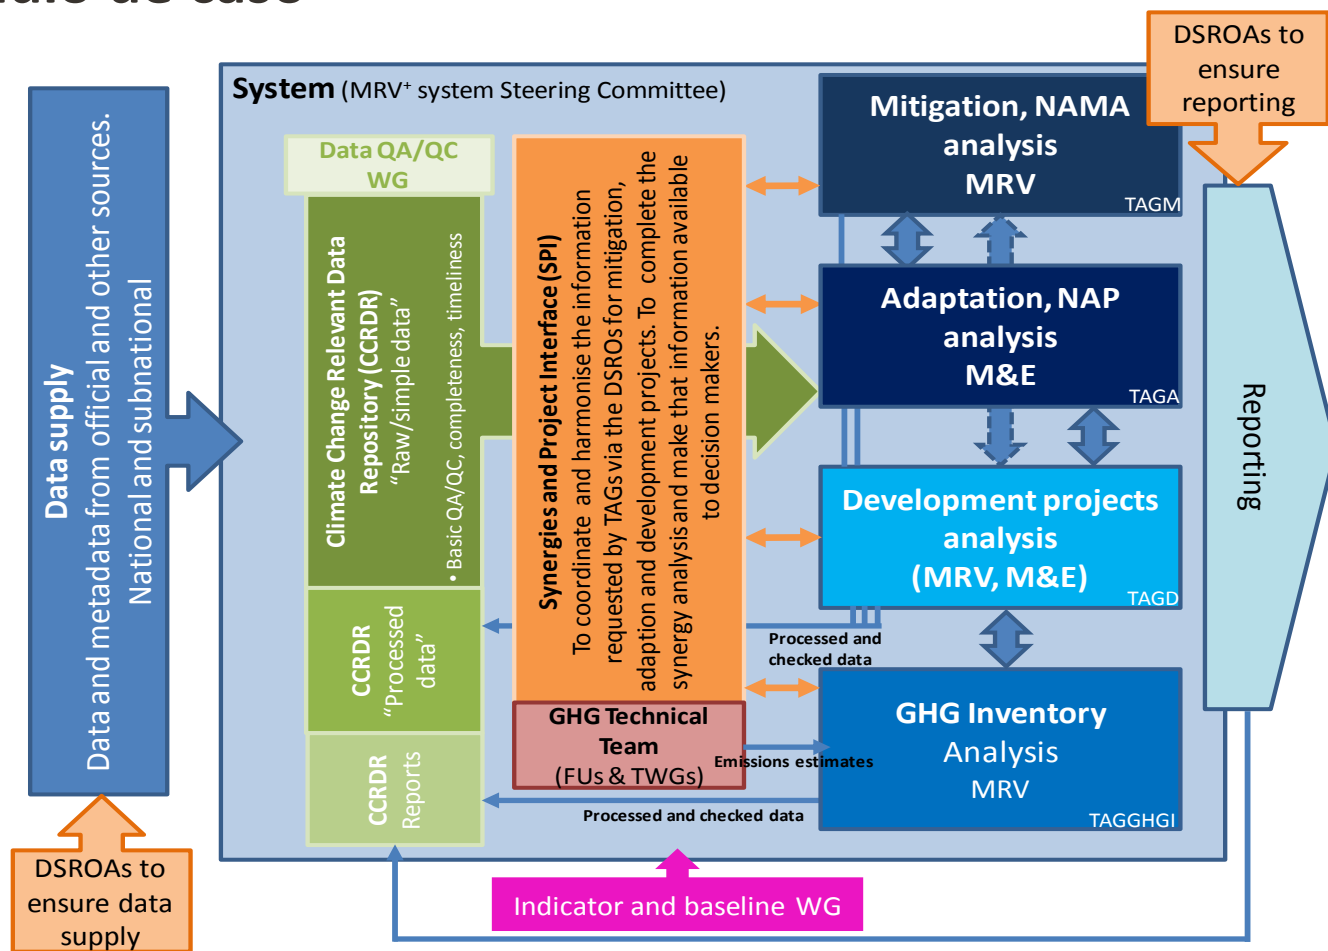 DSROAs to
ensure
reporting
System (MRV+ system Steering Committee)
Data supply
Data and metadata from official and other sources.
National and subnational
Data QA/QC
WG
Climate Change Relevant Data
Repository (CCRDR)
“Raw/simple data”
• Basic QA/QC, completeness, timeliness
CCRDR
“Processed
data”
CCRDR
Reports
Synergies and Project Interface (SPI)
To coordinate and harmonise the information
requested by TAGs via the DSROs for mitigation,
adaption and development projects. To complete the
synergy analysis and make that information available
to decision makers.
GHG Technical
Team
(FUs & TWGs)
Mitigation, NAMA
analysis
MRV
TAGM
Adaptation, NAP
analysis
M&E
TAGA
Development projects
analysis
(MRV, M&E)
TAGD
Processed and
checked data
GHG Inventory
Analysis
MRV
TAGGHGI
Emissions estimates
Processed and checked data
Reporting
DSROAs to
ensure data
supply
Indicator and baseline WG